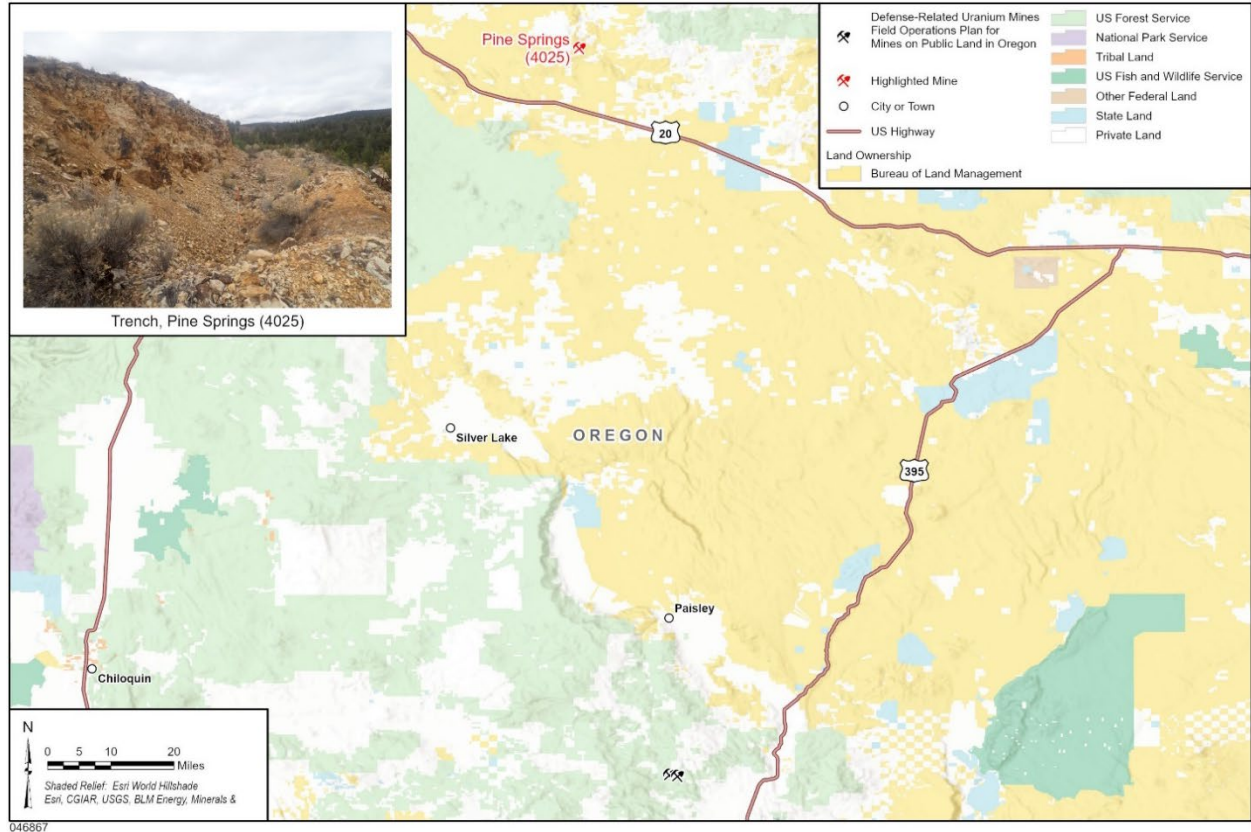 Trench, Pine Springs (4025)
Pine Springs
(4025)
20
Defense-Related Uranium Mines
Field Operations Plan for
Mines on Public Land in Oregon
Highlighted Mine
City or Town
US Highway
Land Ownership
Bureau of Land Management
US Forest Service
National Park Service
Tribal Land
US Fish and Wildlife Service
Other Federal Land
State Land
Private Land
Silver Lake
OREGON
395
Paisley
Chiloquin
N
0 5 10 20
Miles
Shaded Relief: Esri World Hillshade
Esri, CGIAR, USGS, BLM Energy, Minerals &
046867